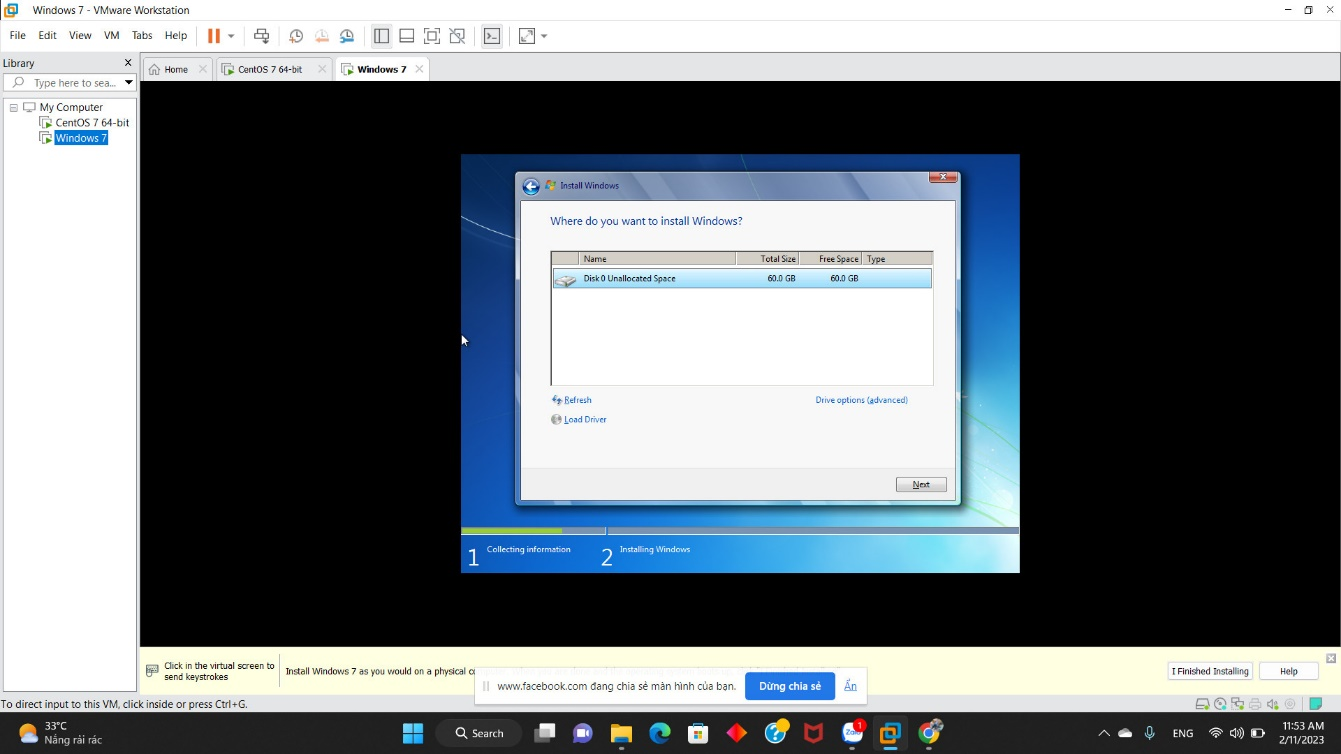 Windows 7 - VMware Workstation
File Edit View VM Tabs Help
Library
Type here to sea...
My Computer
CentOS 7 64-bit
Windows 7
Home
CentOS 7 64-bit
Windows 7
Install Windows
Where do you want to install Windows?
Name Total Size Free Space Type
Disk 0 Unallocated Space 60.0 GB 60.0 GB
Refresh
Drive options (advanced)
Load Driver
Next
1 Collecting information
2 Installing Windows
Click in the virtual screen to
send keystrokes
Install Windows 7 as you would on a physical
I Finished Installing
Help
www.facebook.com đang chia sẻ màn hình của bạn.
Dừng chia sẻ
Ẩn
To direct input to this VM, click inside or press Ctrl+G.
33°C
Nắng rải rác
Search
Zalo
1
ENG
11:53 AM
2/11/2023